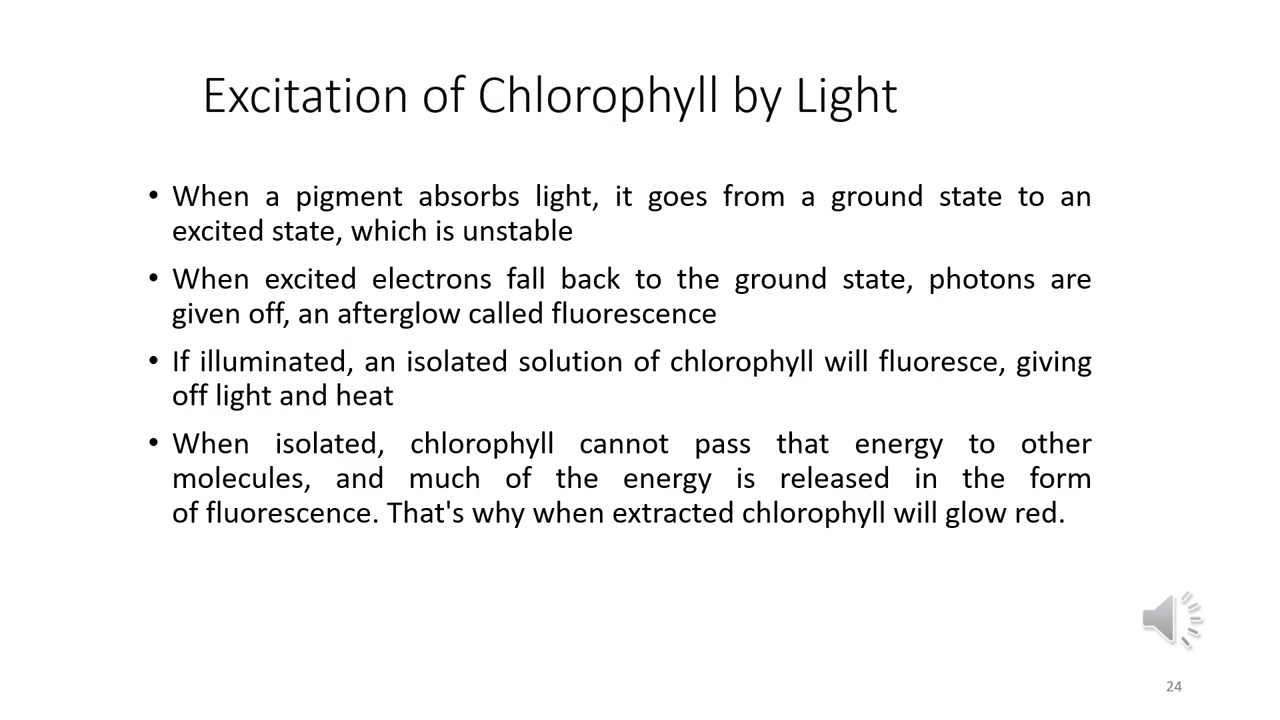 Excitation of Chlorophyll by Light
• When a pigment absorbs light, it goes from a ground state to an
excited state, which is unstable
• When excited electrons fall back to the ground state, photons are
given off, an afterglow called fluorescence
• If illuminated, an isolated solution of chlorophyll will fluoresce, giving
off light and heat
• When isolated, chlorophyll cannot pass that energy to other
molecules, and much of the energy is released in the form
of fluorescence. That's why when extracted chlorophyll will glow red.
24